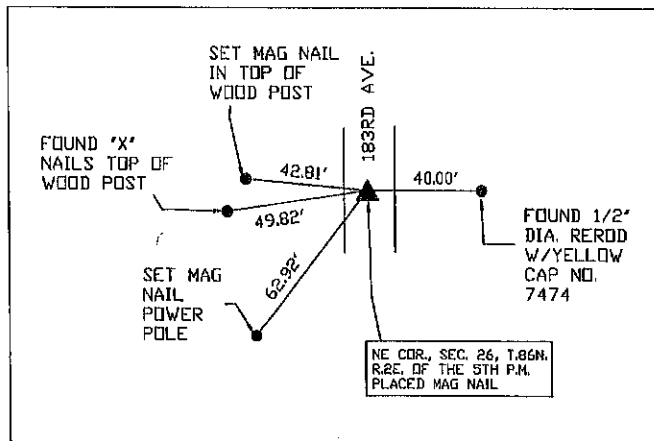 SET MAG NAIL
IN TOP OF
WOOD POST
183RD AVE.
FOUND "X"
NAILS TOP OF
WOOD POST
42.81'
40.00'
49.82'
62.92'
FOUND 1/2"
DIA. REROD
W/YELLOW
CAP NO.
7474
SET MAG
NAIL
POWER
POLE
NE COR., SEC. 26, T.86N.
R.2E. OF THE 5TH P.M.
PLACED MAG NAIL